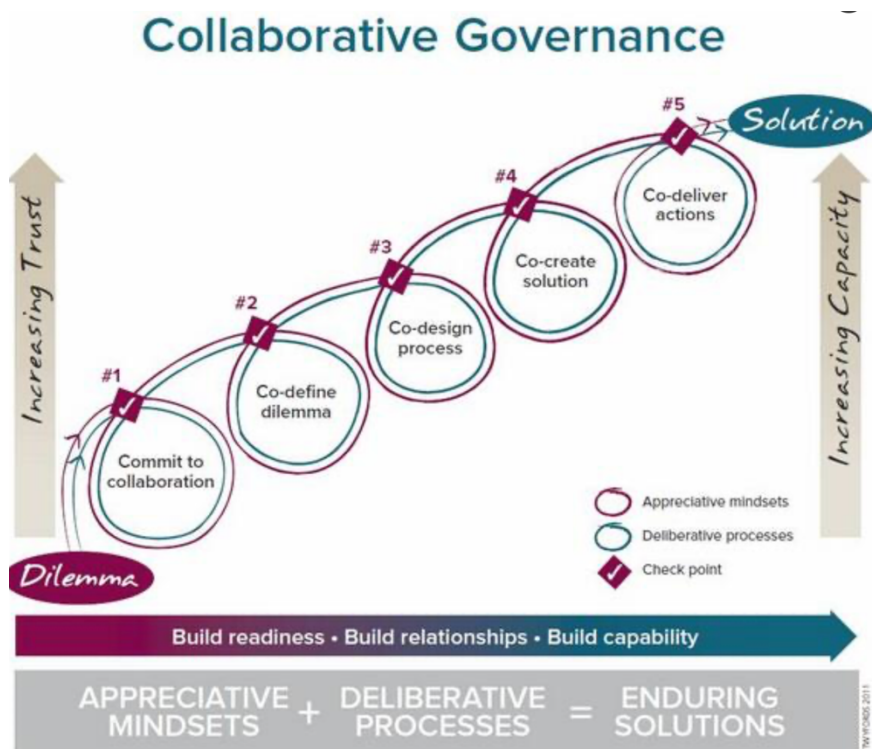 Collaborative Governance
#5
Solution
Co-deliver
actions
#4
Co-create
solution
#3
Co-design
process
#2
Co-define
dilemma
#1
Commit to
collaboration
Dilemma
Increasing Trust
Increasing Capacity
Appreciative mindsets
Deliberative processes
Check point
Build readiness • Build relationships • Build capability
APPRECIATIVE
MINDSETS
+
DELIBERATIVE
PROCESSES
=
ENDURING
SOLUTIONS
TWYFORDS 2011